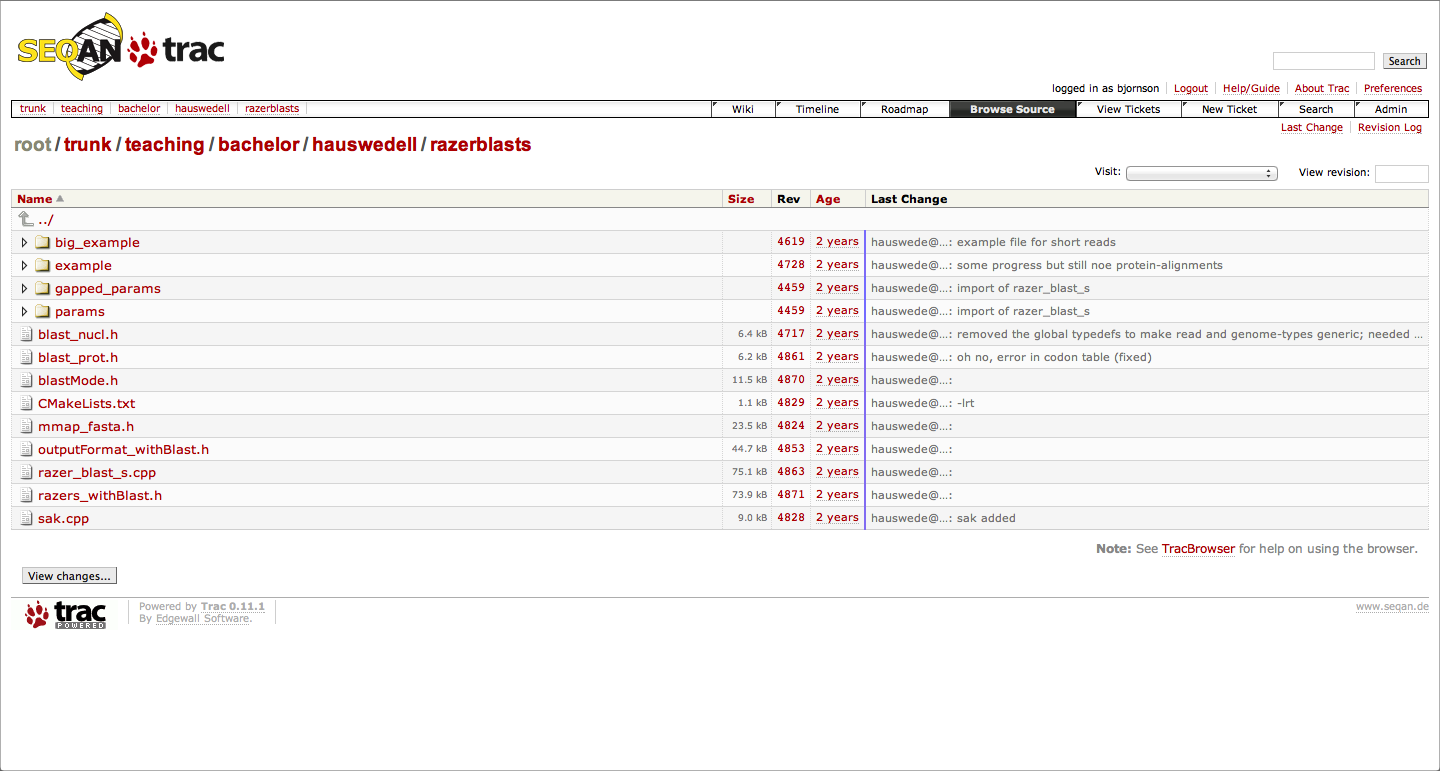 SEQAN trac
Search
logged in as bjornson Logout Help/Guide About Trac Preferences
trunk teaching bachelor hauswedell razerblasts Wiki Timeline Roadmap Browse Source View Tickets New Ticket Search Admin
Last Change Revision Log
root / trunk / teaching / bachelor / hauswedell / razerblasts
Visit: View revision:
Name Size Rev Age Last Change
../
big_example 4619 2 years hauswede@…: example file for short reads
example 4728 2 years hauswede@…: some progress but still noe protein-alignments
gapped_params 4459 2 years hauswede@…: import of razer_blast_s
params 4459 2 years hauswede@…: import of razer_blast_s
blast_nucl.h 6.4 kB 4717 2 years hauswede@…: removed the global typedefs to make read and genome-types generic; needed …
blast_prot.h 6.2 kB 4861 2 years hauswede@…: oh no, error in codon table (fixed)
blastMode.h 11.5 kB 4870 2 years hauswede@…:
CMakeLists.txt 1.1 kB 4829 2 years hauswede@…: -lrt
mmap_fasta.h 23.5 kB 4824 2 years hauswede@…:
outputFormat_withBlast.h 44.7 kB 4853 2 years hauswede@…:
razer_blast_s.cpp 75.1 kB 4863 2 years hauswede@…:
razers_withBlast.h 73.9 kB 4871 2 years hauswede@…:
sak.cpp 9.0 kB 4828 2 years hauswede@…: sak added
Note: See TracBrowser for help on using the browser.
View changes...
trac POWERED
Powered by Trac 0.11.1
By Edgewall Software.
www.seqan.de